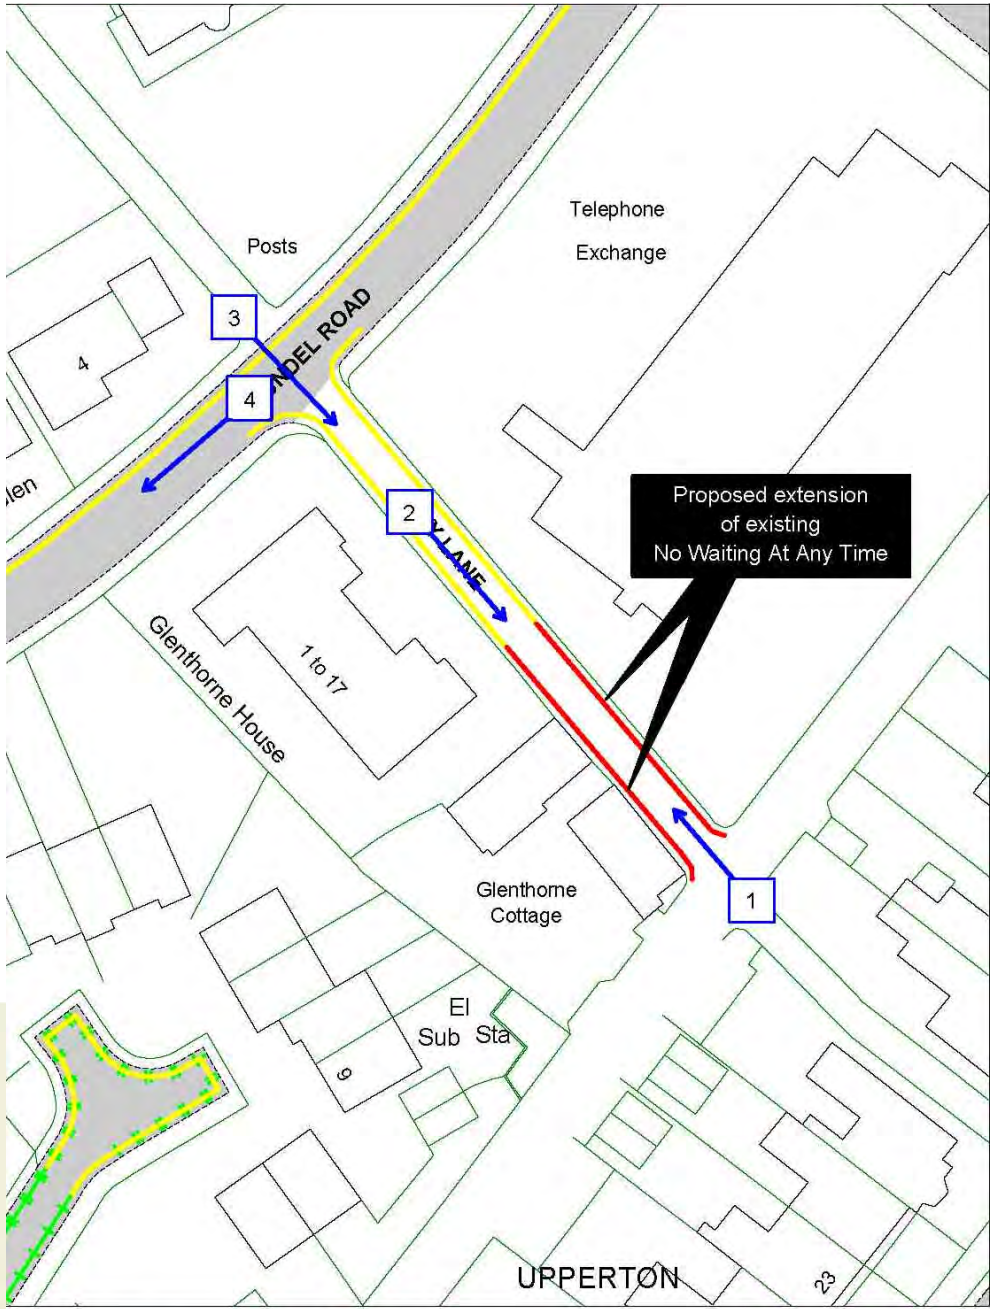 Telephone
Exchange
Posts
3
NDEL ROAD
4
4
len
2
Y LANE
Proposed extension
of existing
No Waiting At Any Time
Glenthorne House
1 to 17
1
Glenthorne
Cottage
El
Sub Sta
9
UPPERTON
23